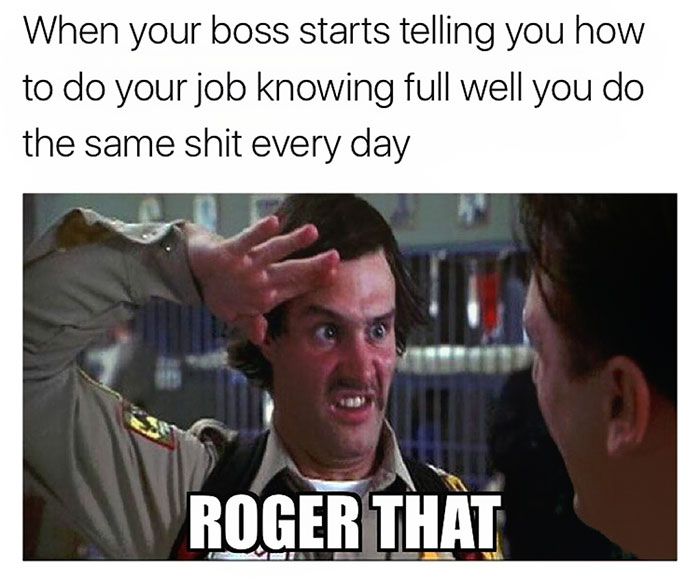 When your boss starts telling you how
to do your job knowing full well you do
the same shit every day
ROGER THAT